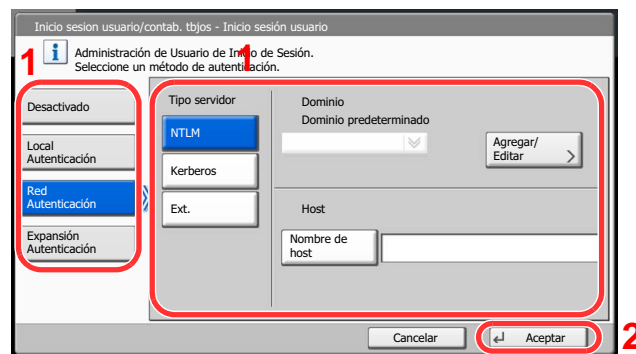 Inicio sesion usuario/contab. tbjos - Inicio sesión usuario
Administración de Usuario de Inicio de Sesión.
Seleccione un método de autenticación.
1
1
Desactivado
Local
Autenticación
Red
Autenticación
Expansión
Autenticación
Tipo servidor
NTLM
Kerberos
Ext.
Dominio
Dominio predeterminado
Agregar/
Editar
Host
Nombre de
host
Cancelar
Aceptar
2